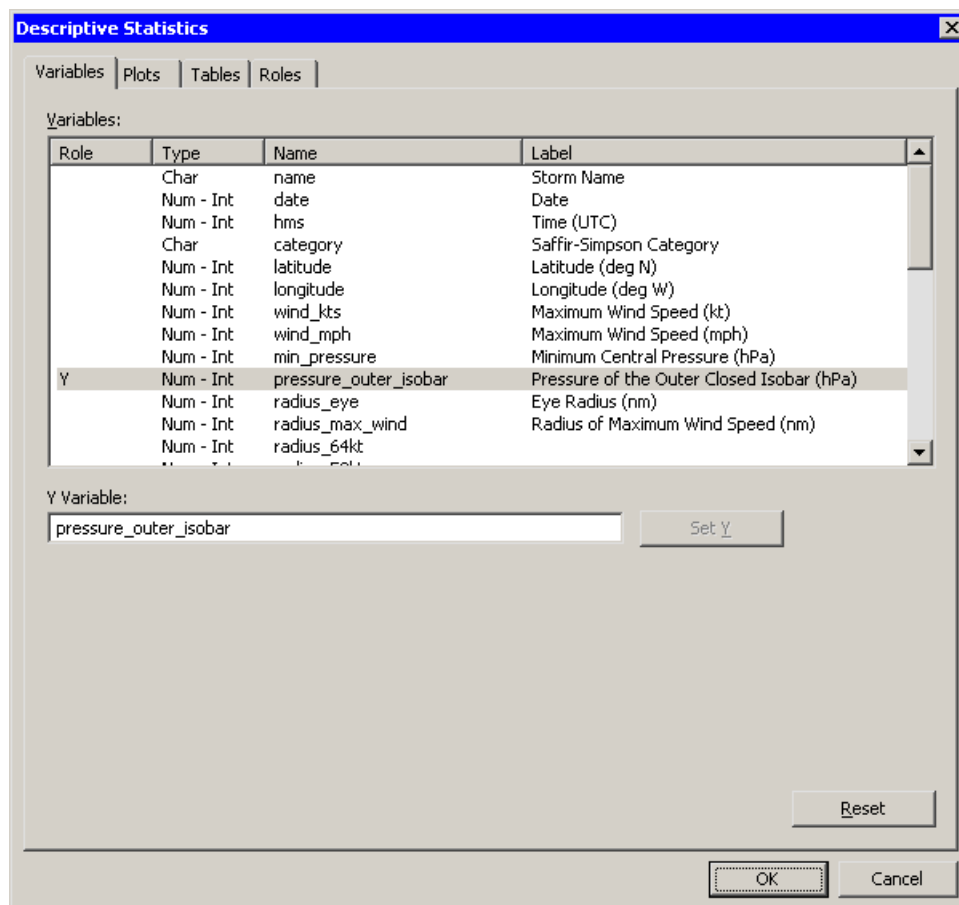 Descriptive Statistics
Variables Plots Tables Roles
Variables:
Role Type Name Label
Char name Storm Name
Num - Int date Date
Num - Int hms Time (UTC)
Char category Saffir-Simpson Category
Num - Int latitude Latitude (deg N)
Num - Int longitude Longitude (deg W)
Num - Int wind_kts Maximum Wind Speed (kt)
Num - Int wind_mph Maximum Wind Speed (mph)
Num - Int min_pressure Minimum Central Pressure (hPa)
Y Num - Int pressure_outer_isobar Pressure of the Outer Closed Isobar (hPa)
Num - Int radius_eye Eye Radius (nm)
Num - Int radius_max_wind Radius of Maximum Wind Speed (nm)
Num - Int radius_64kt
Y Variable:
pressure_outer_isobar Set Y
Reset
OK Cancel